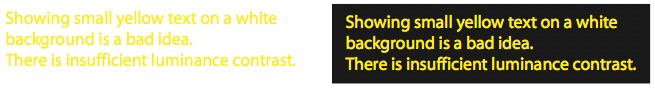 Showing small yellow text on a white
background is a bad idea.
There is insufficient luminance contrast.
Showing small yellow text on a white
background is a bad idea.
There is insufficient luminance contrast.